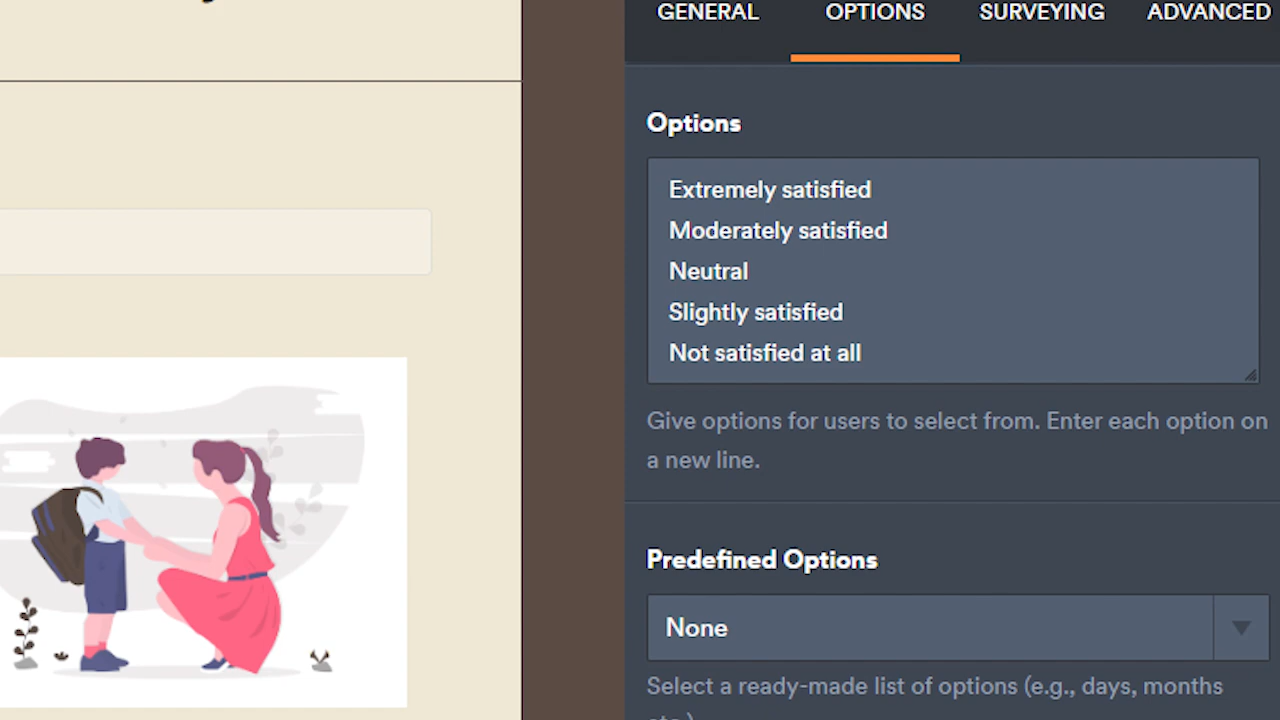 GENERAL OPTIONS SURVEYING ADVANCED
Options
Extremely satisfied
Moderately satisfied
Neutral
Slightly satisfied
Not satisfied at all
Give options for users to select from. Enter each option on
a new line.
Predefined Options
None
Select a ready-made list of options (e.g., days, months